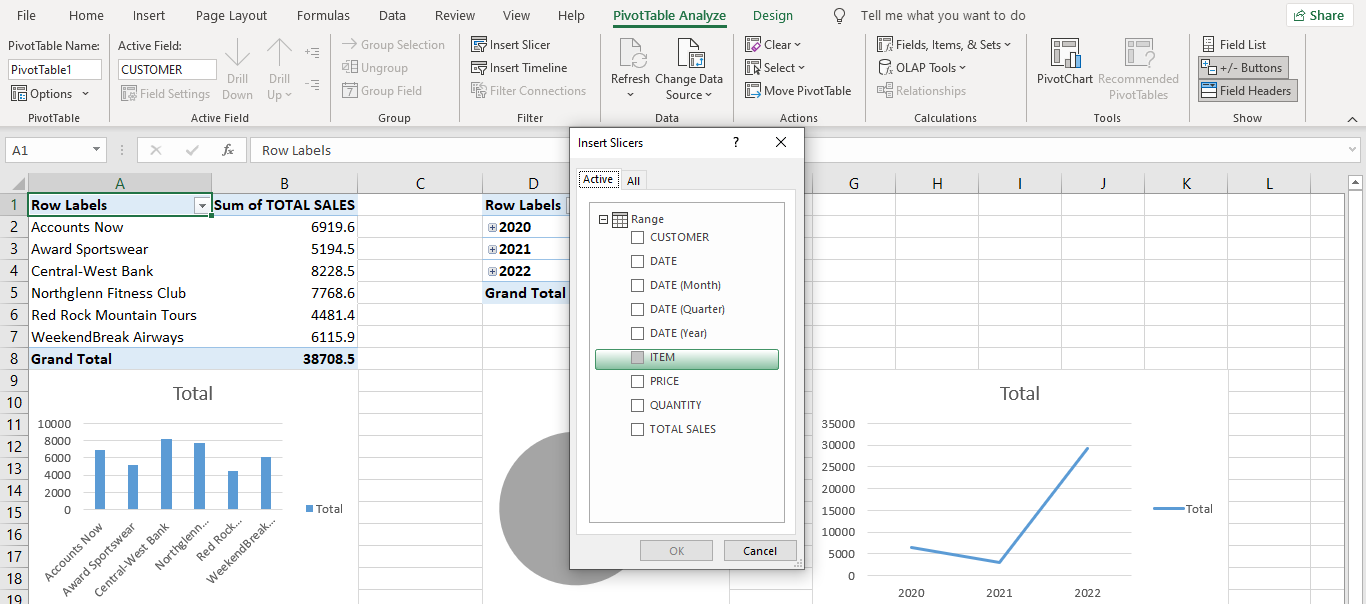 File Home Insert Page Layout Formulas Data Review View Help PivotTable Analyze Design Tell me what you want to do Share
PivotTable Name: Active Field: Group Selection Insert Slicer Clear Fields, Items, & Sets Field List
PivotTable1 CUSTOMER Drill Down Drill Up Ungroup Insert Timeline Refresh Change Data Source Select OLAP Tools PivotChart Recommended PivotTables +/- Buttons
Options Field Settings Group Field Filter Connections Move PivotTable Relationships Field Headers
PivotTable Active Field Group Filter Data Actions Calculations Tools Show
A1 fx Row Labels
Insert Slicers ? 
Active All
Range
CUSTOMER
DATE
DATE (Month)
DATE (Quarter)
DATE (Year)
ITEM
PRICE
QUANTITY
TOTAL SALES
OK Cancel
A B C D G H I J K L
1 Row Labels Sum of TOTAL SALES Row Labels
2 Accounts Now 6919.6 2020
3 Award Sportswear 5194.5 2021
4 Central-West Bank 8228.5 2022
5 Northglenn Fitness Club 7768.6 Grand Total
6 Red Rock Mountain Tours 4481.4
7 WeekendBreak Airways 6115.9
8 Grand Total 38708.5
9
10
11
12
13
14
15
16
17
18
19
Total
10000
8000
6000
4000
2000
0
Accounts Now
Award Sportswear
Central-West Bank
Northglenn...
Red Rock...
WeekendBreak...
Total
Total
35000
30000
25000
20000
15000
10000
5000
0
2020 2021 2022
Total